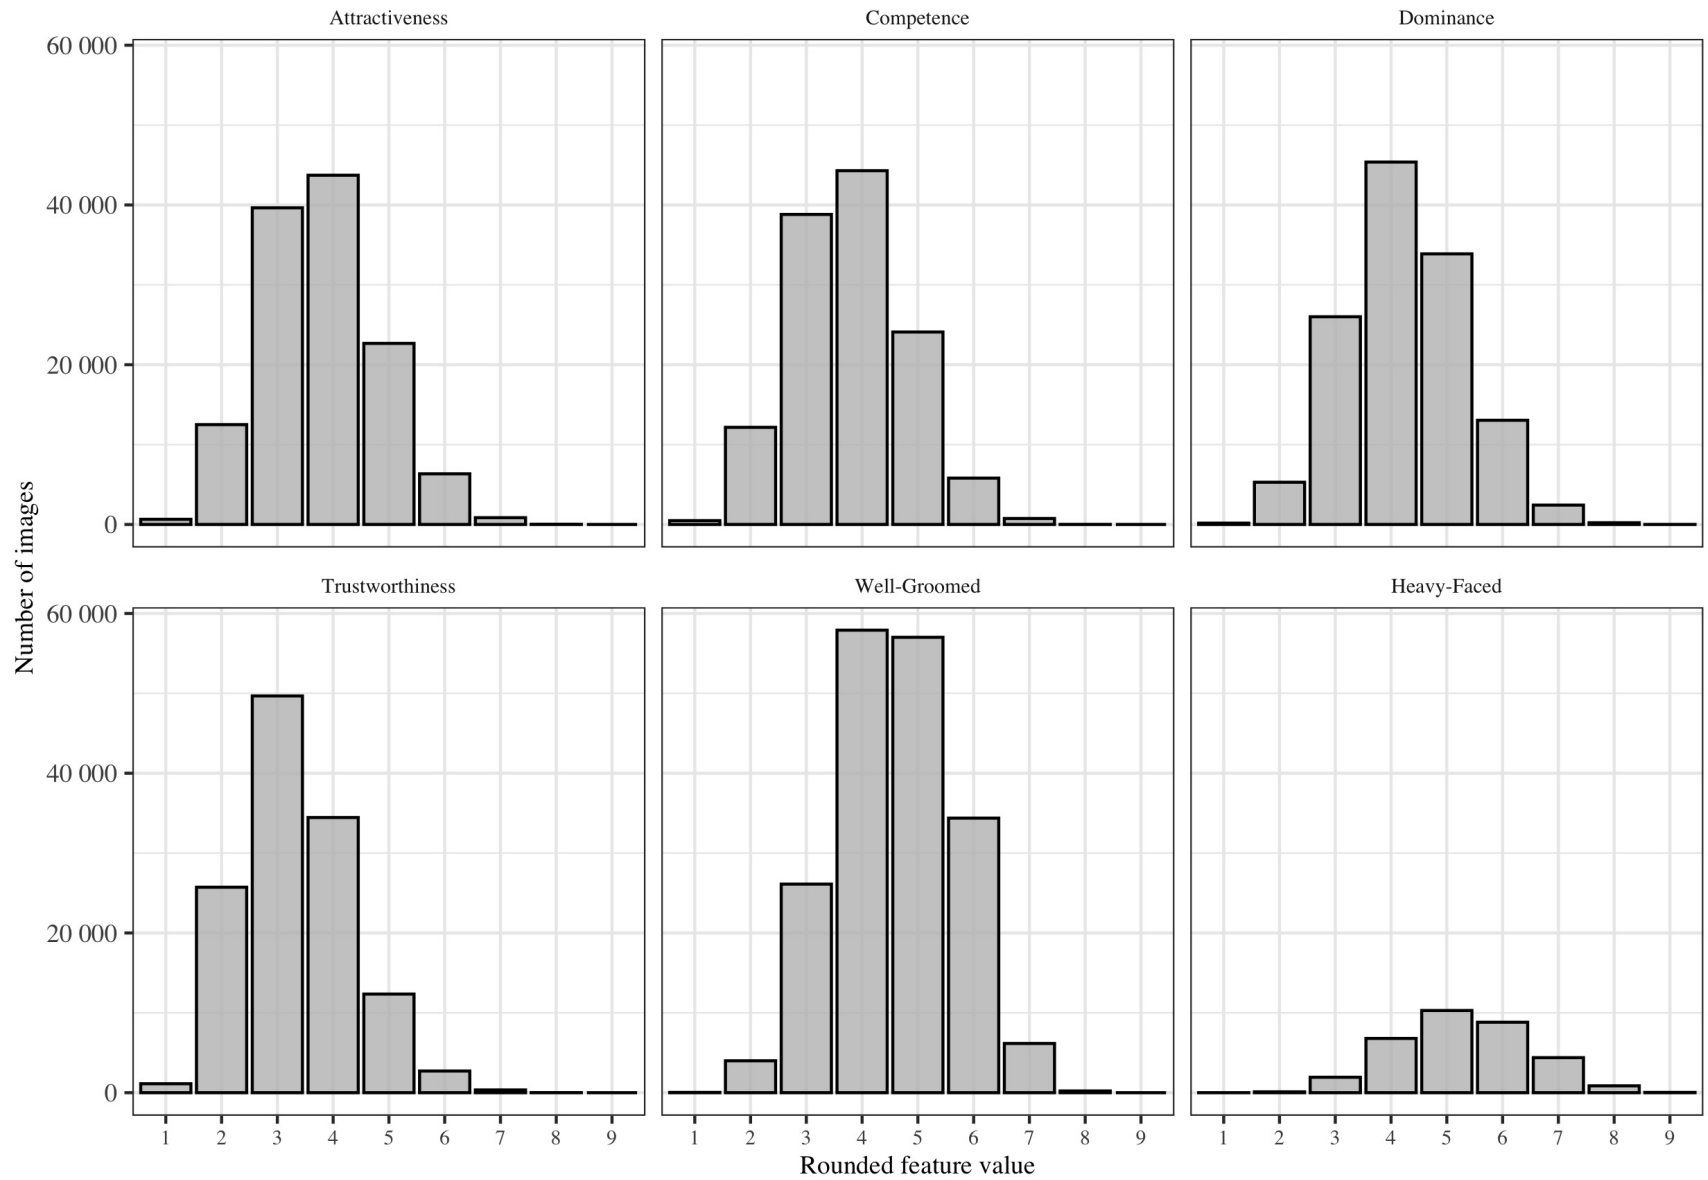 Attractiveness
Competence
Dominance
60 000
40 000
20 000
0
Trustworthiness
Well-Groomed
Heavy-Faced
60 000
40 000
20 000
0
Number of images
1 2 3 4 5 6 7 8 9
1 2 3 4 5 6 7 8 9
1 2 3 4 5 6 7 8 9
Rounded feature value